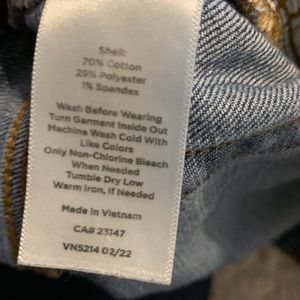 Shell:
70% Cotton
29% Polyester
1% Spandex
Wash Before Wearing
Turn Garment Inside Out
Machine Wash Cold With
Like Colors
Only Non-Chlorine Bleach
When Needed
Tumble Dry Low
Warm Iron, if Needed
Made in Vietnam
CA# 23147
VN5214 02/22